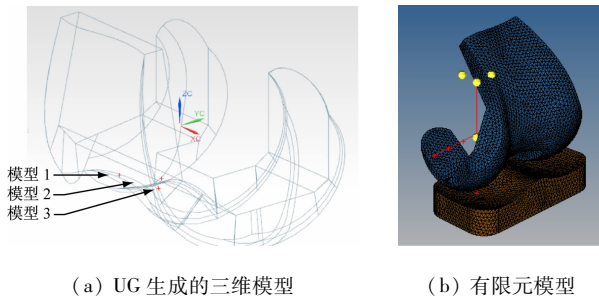 ZC
YC
XC
模型 1
模型 2
模型 3
(a) UG 生成的三维模型
(b) 有限元模型